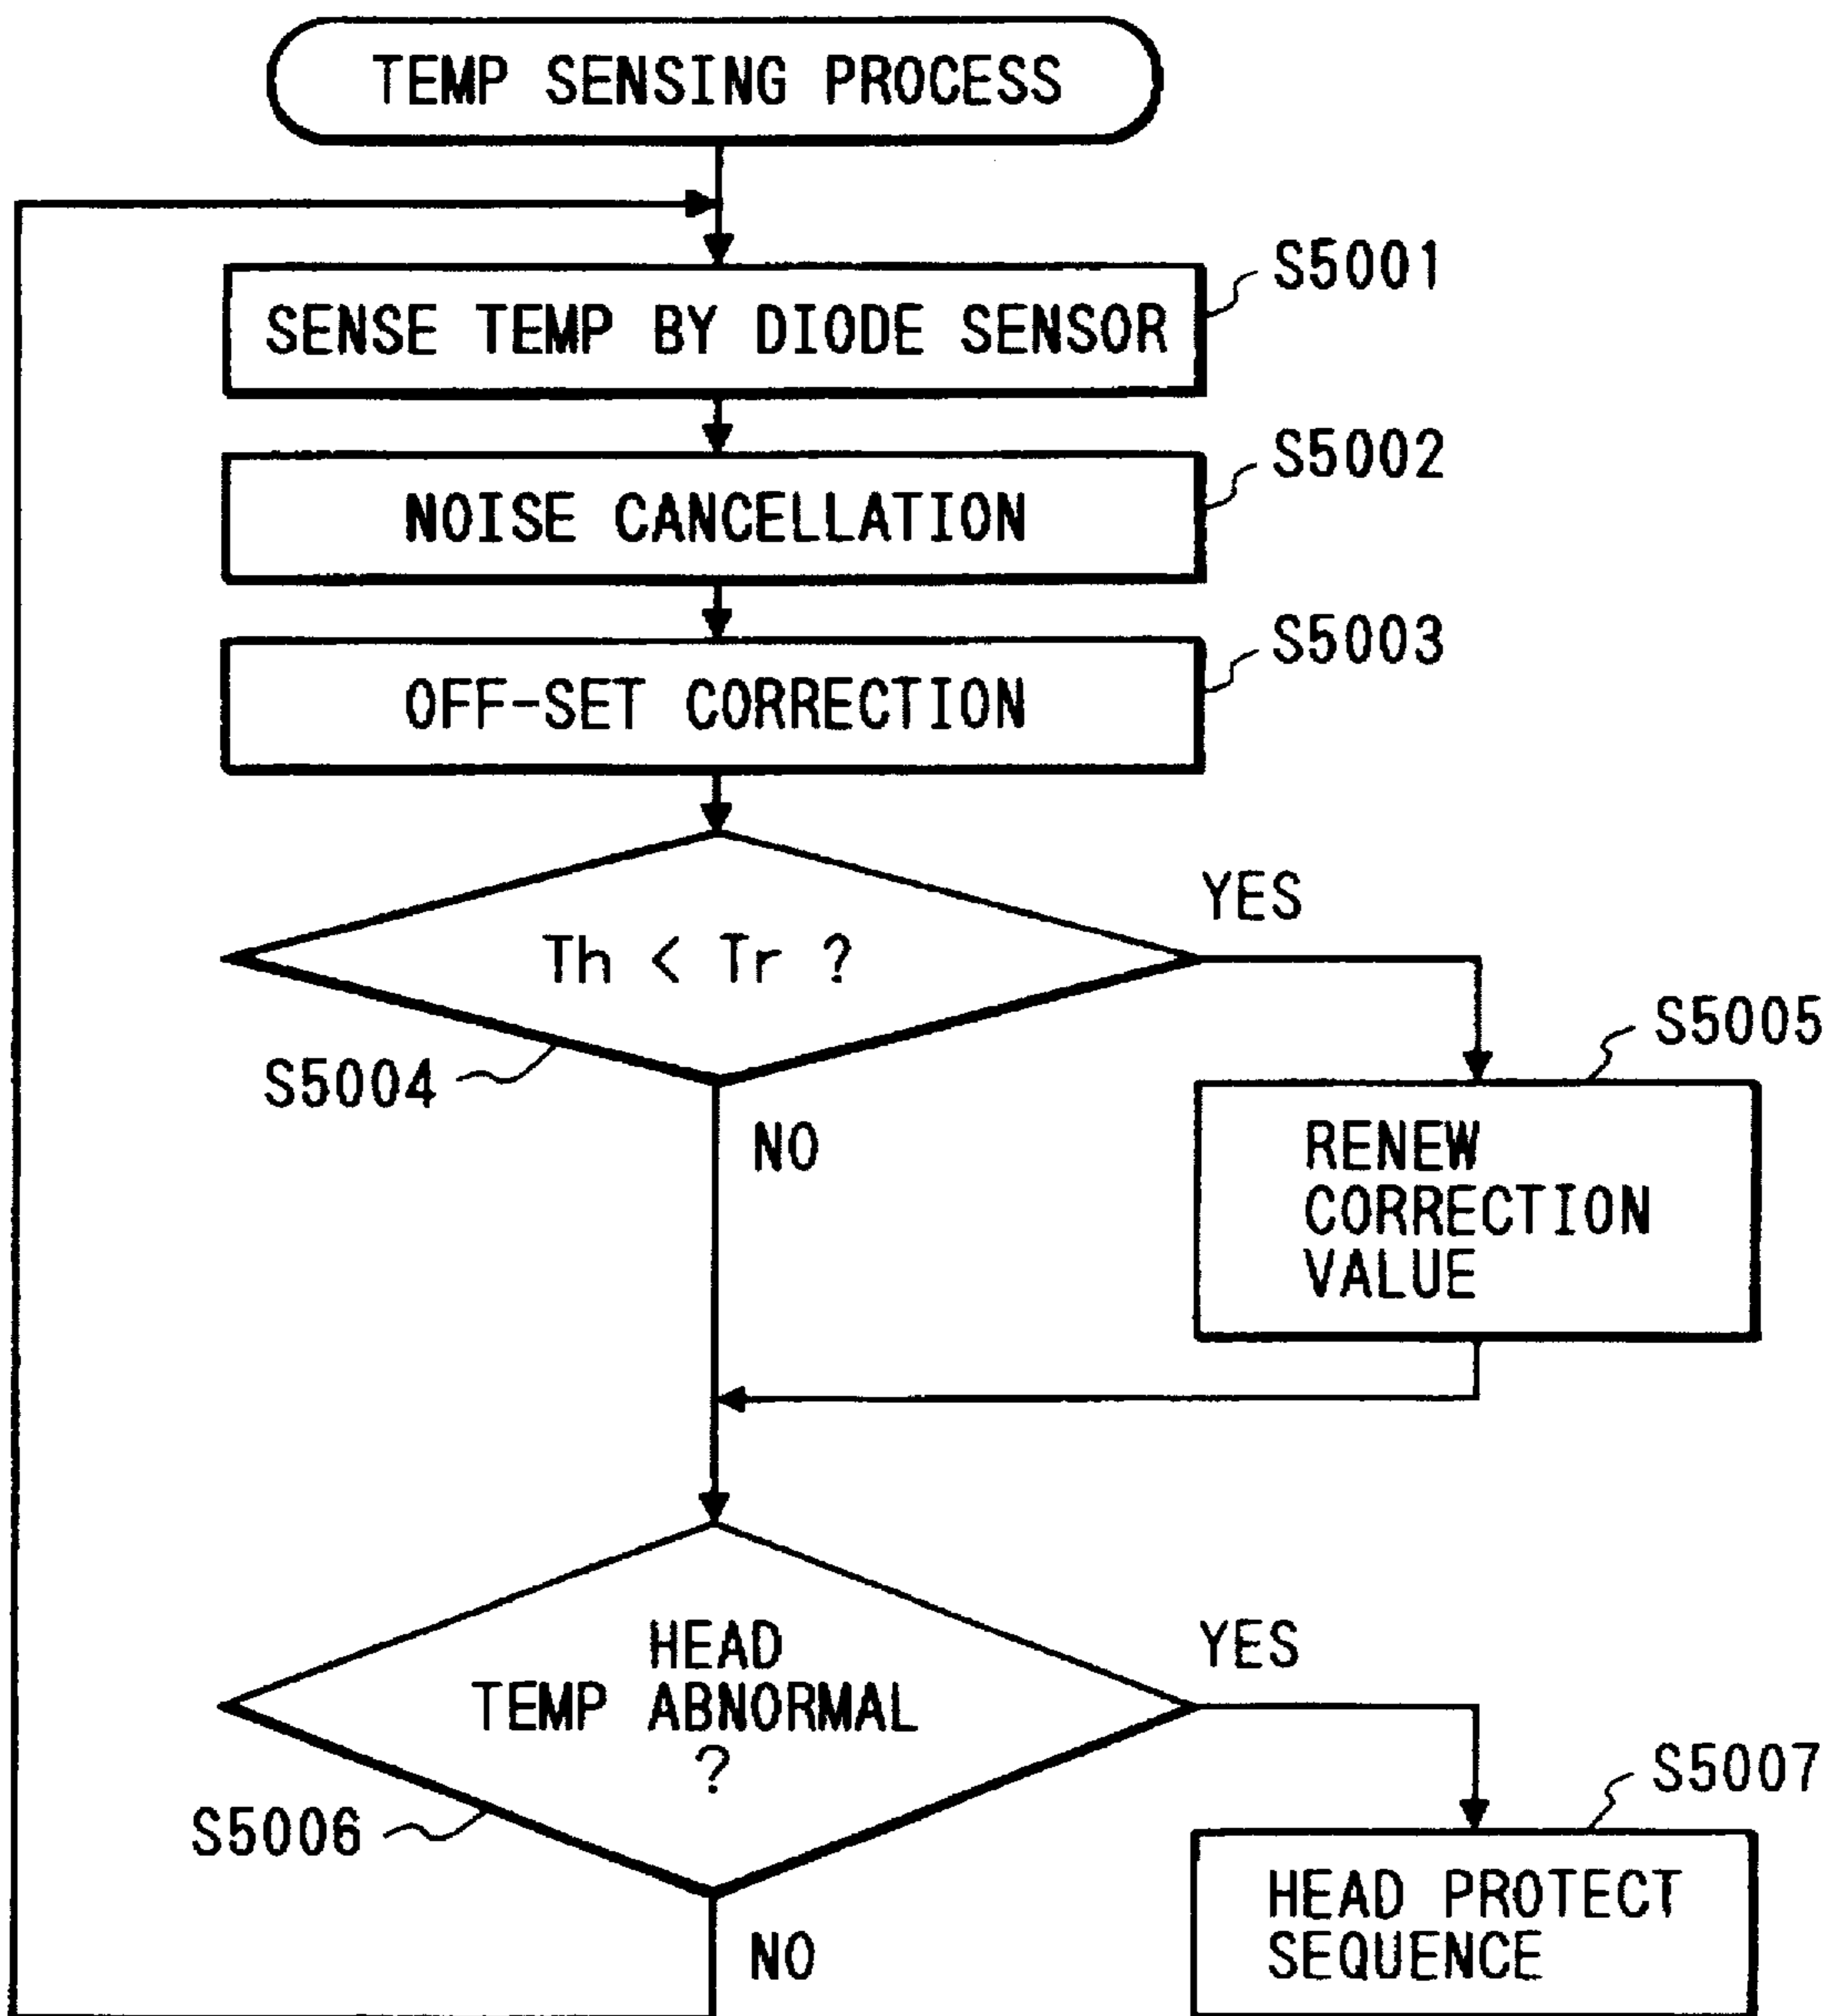 TEMP SENSING PROCESS
S5001
SENSE TEMP BY DIODE SENSOR
S5002
NOISE CANCELLATION
S5003
OFF-SET CORRECTION
YES
Th < Tr ?
S5004
NO
S5005
RENEW
CORRECTION
VALUE
HEAD
TEMP ABNORMAL
?
YES
S5006
NO
S5007
HEAD PROTECT
SEQUENCE